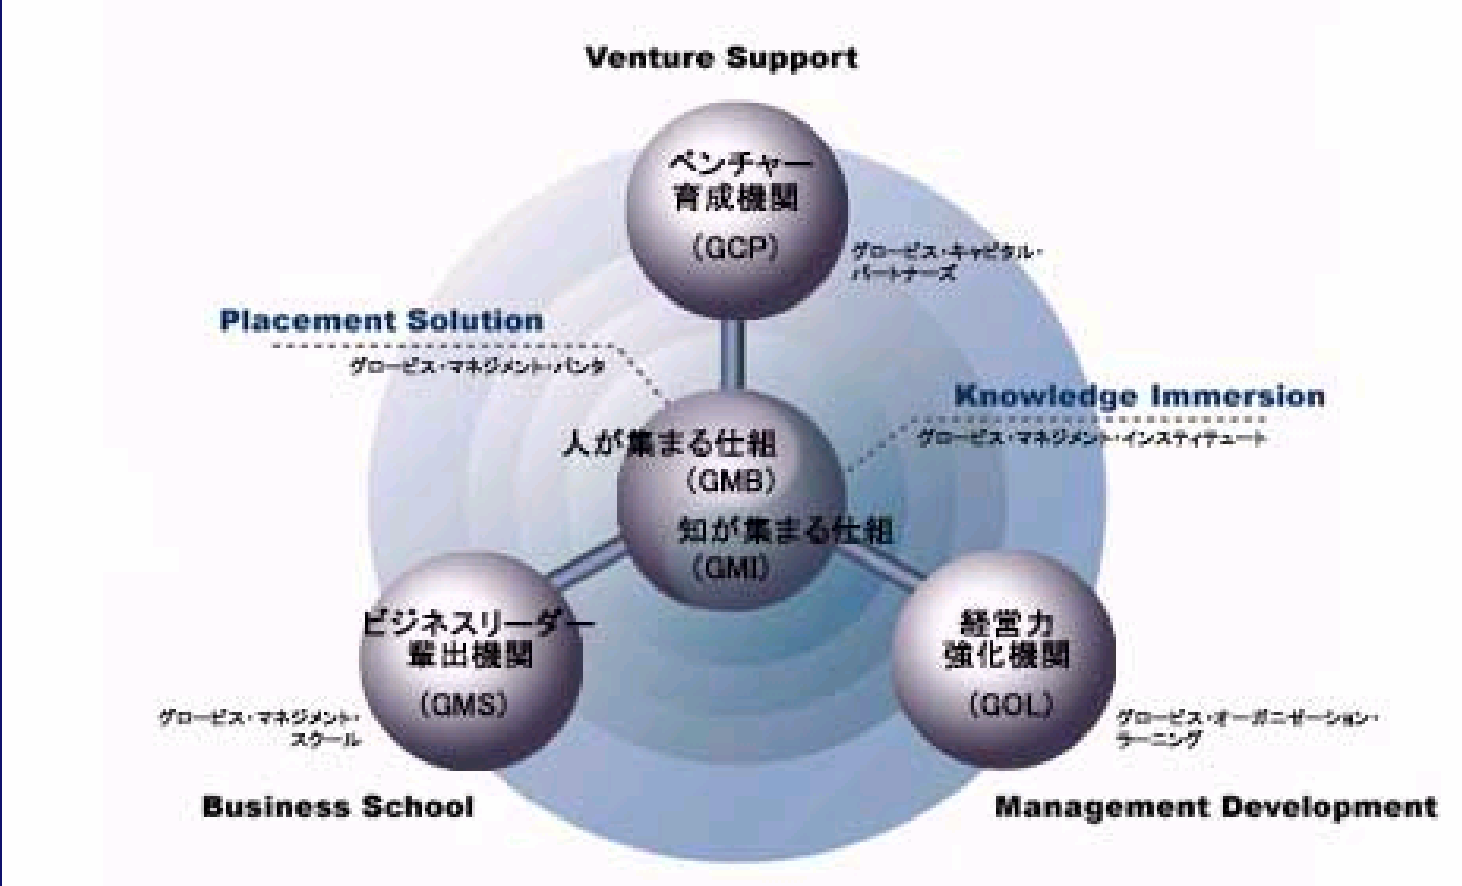 Venture Support
ベンチャー
育成機関
(GCP)
グロービス・キャピタル・
パートナーズ
Placement Solution
グロービス・マネジメント・バンク
Knowledge Immersion
グロービス・マネジメント・インスティテュート
人が集まる仕組
(GMB)
知が集まる仕組
(GMI)
ビジネスリーダー
輩出機関
(GMS)
グロービス・マネジメント・
スクール
Business School
経営力
強化機関
(GOL)
グロービス・オーガニゼーション・
ラーニング
Management Development